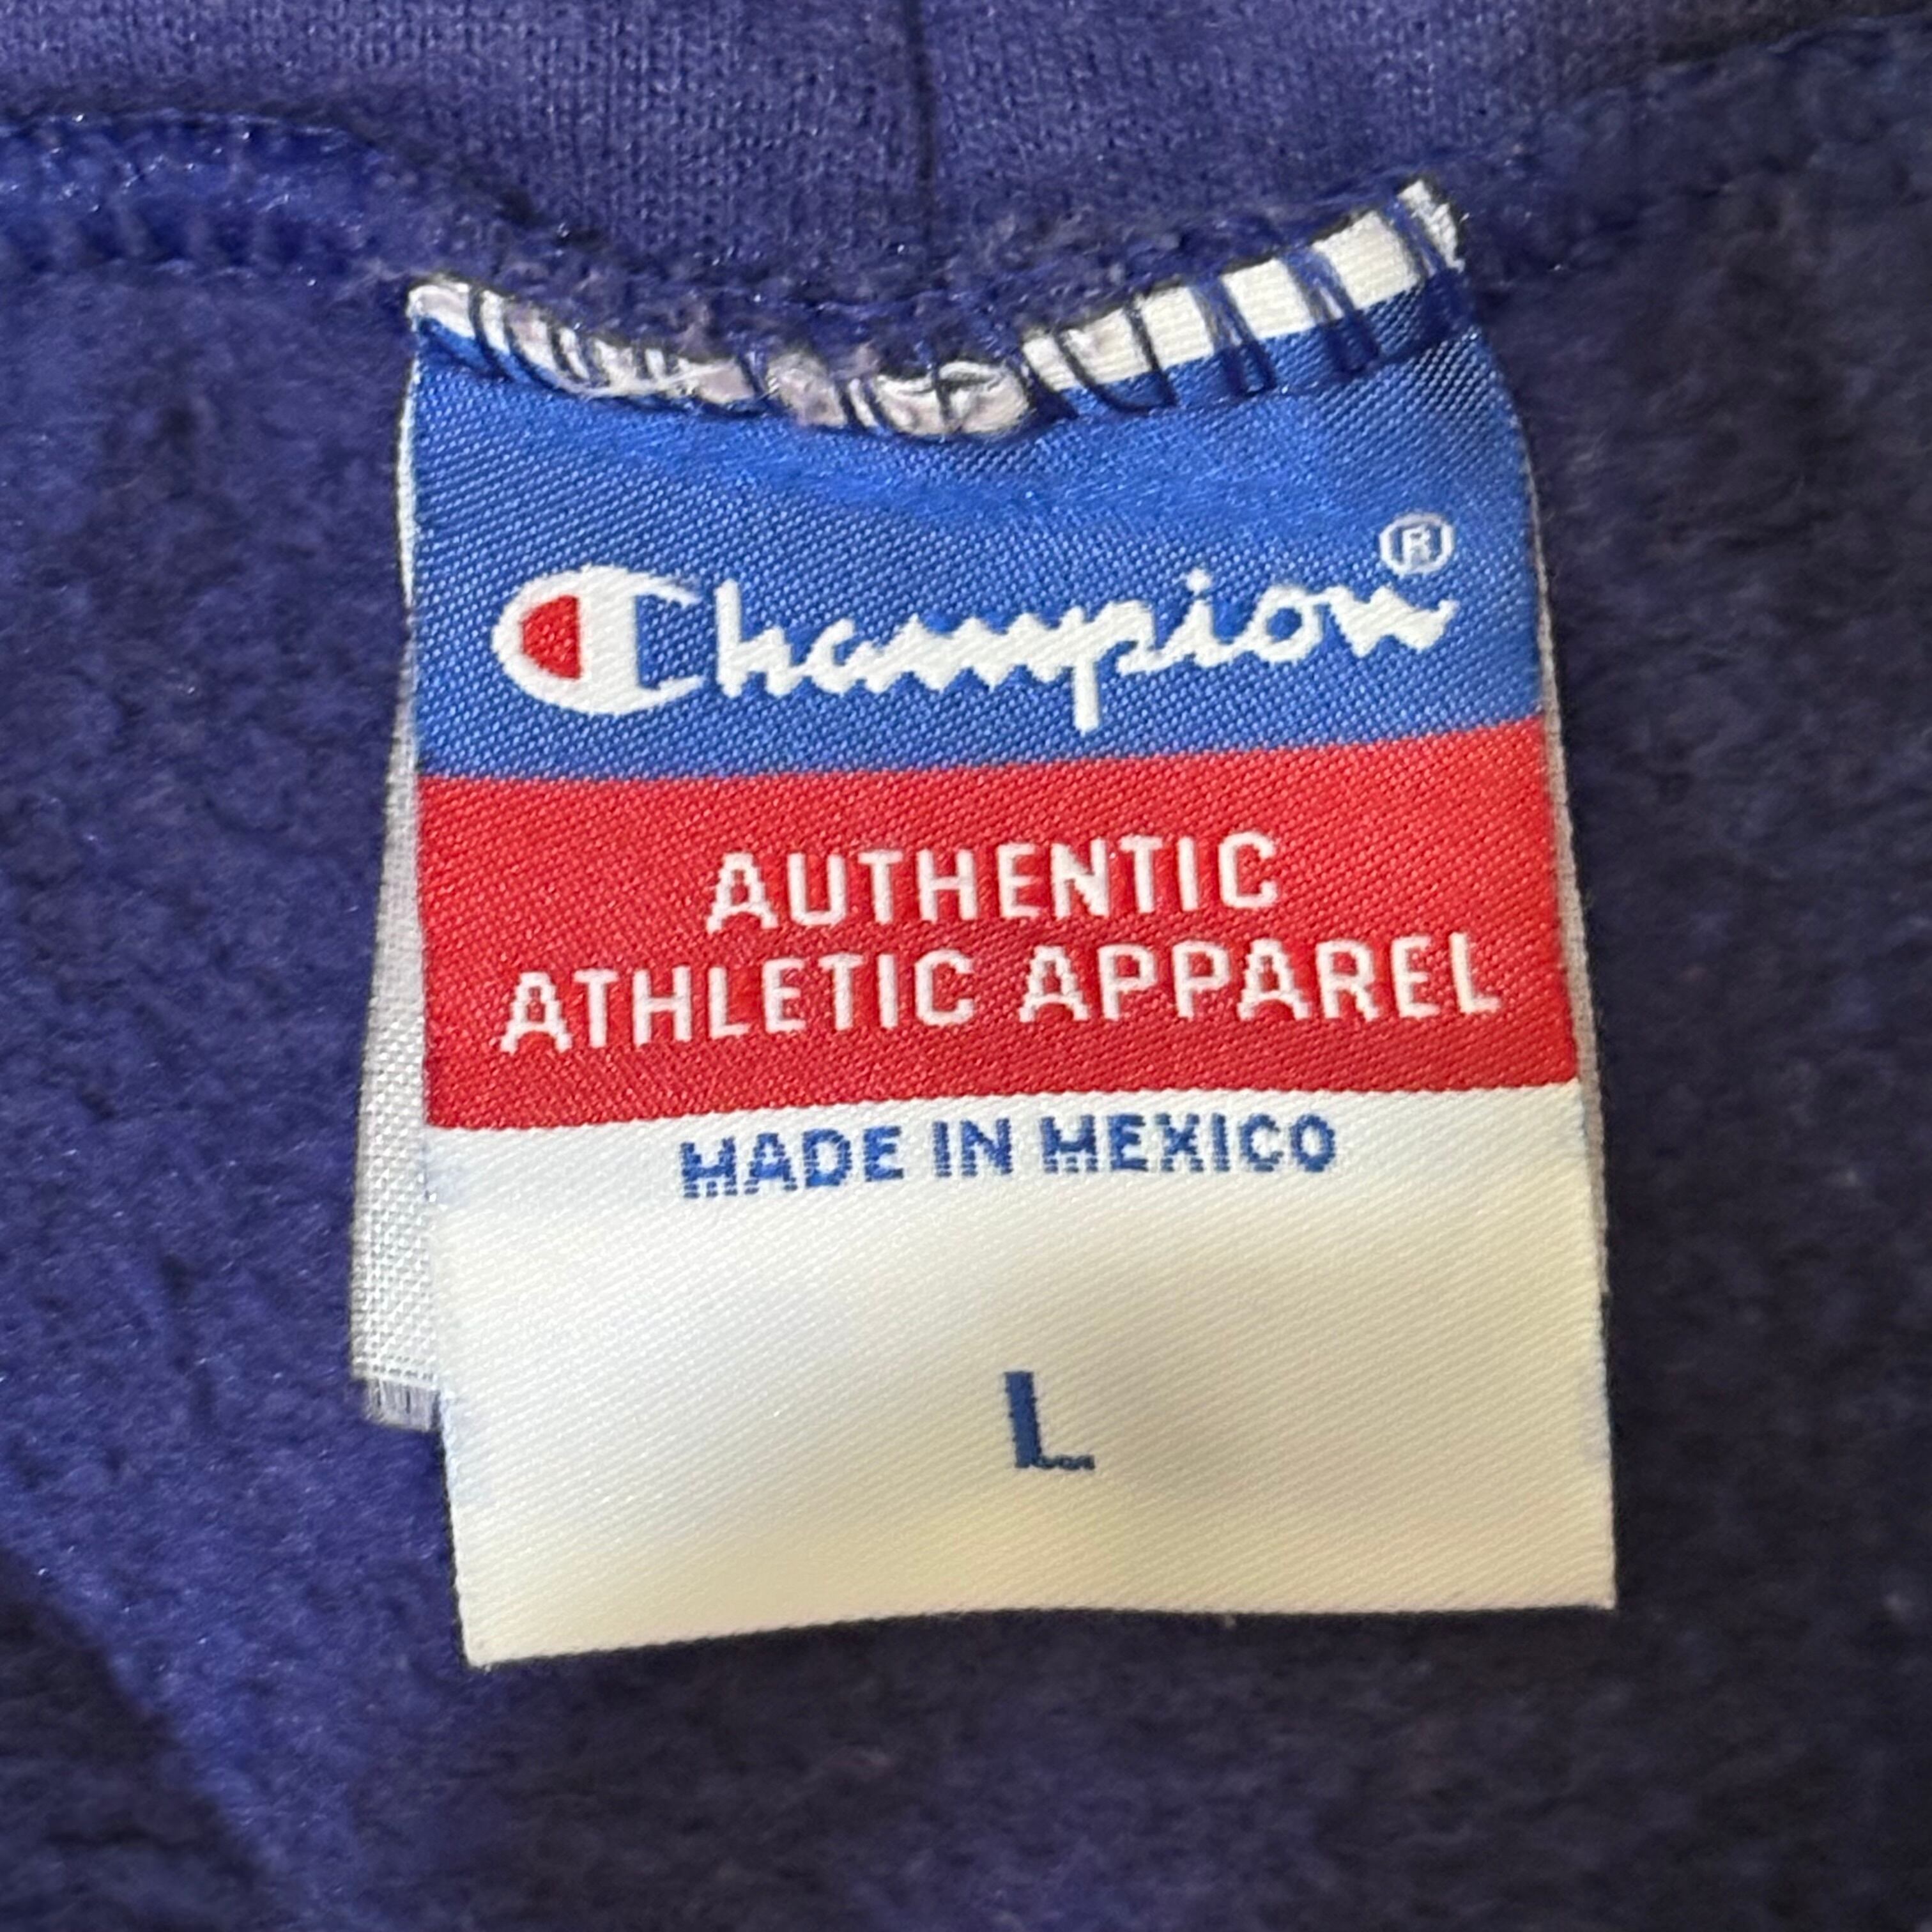 Champion®
AUTHENTIC
ATHLETIC APPAREL
MADE IN MEXICO
L